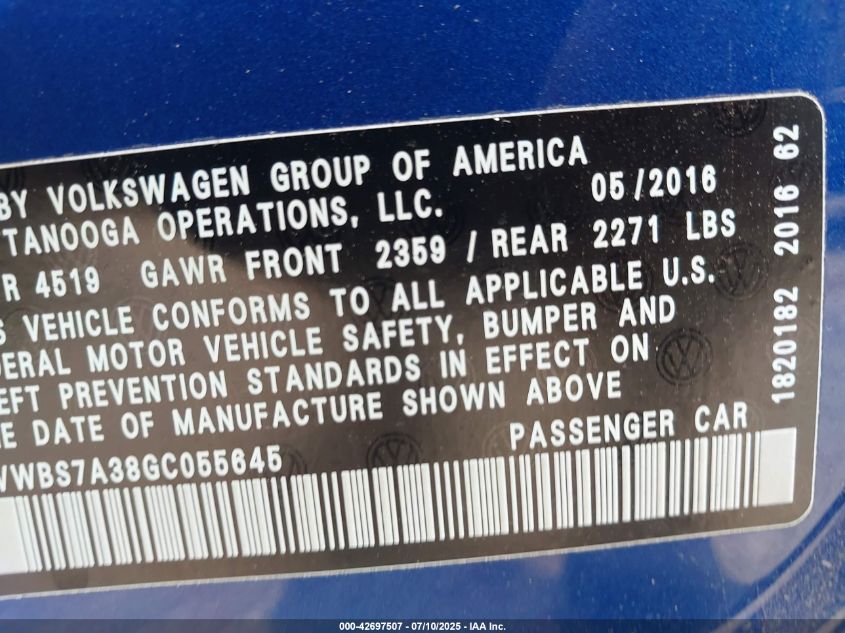 BY VOLKSWAGEN GROUP OF AMERICA
TANOOGA OPERATIONS, LLC. 05/2016
R 4519 GAWR FRONT 2359 / REAR 2271 LBS
S VEHICLE CONFORMS TO ALL APPLICABLE U.S.
DERAL MOTOR VEHICLE SAFETY, BUMPER AND
EFT PREVENTION STANDARDS IN EFFECT ON
E DATE OF MANUFACTURE SHOWN ABOVE
VWBS7A38GC055645 PASSENGER CAR
1820182 2016 62
000-42697507 - 07/10/2025 - IAA Inc.